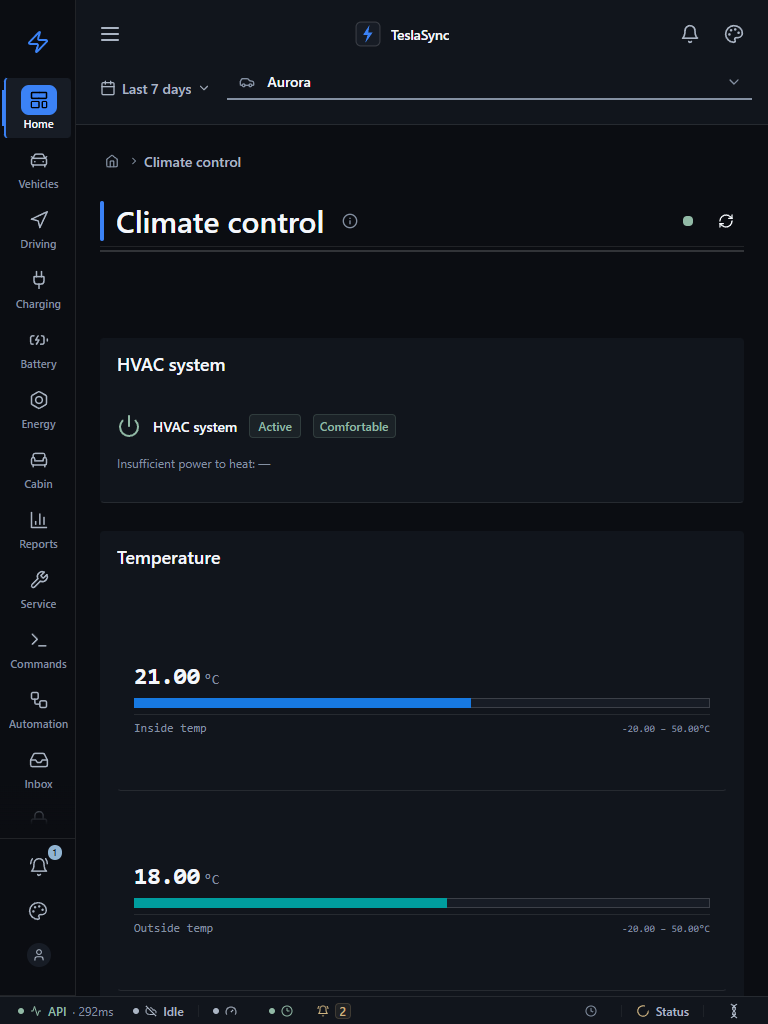 TeslaSync
Last 7 days
Aurora
Home
Vehicles
Driving
Charging
Battery
Energy
Cabin
Reports
Service
Commands
Automation
Inbox
1
Climate control
Climate control
HVAC system
HVAC system Active Comfortable
Insufficient power to heat: —
Temperature
21.00 °C
Inside temp -20.00 – 50.00°C
18.00 °C
Outside temp -20.00 – 50.00°C
API · 292ms Idle 2 Status